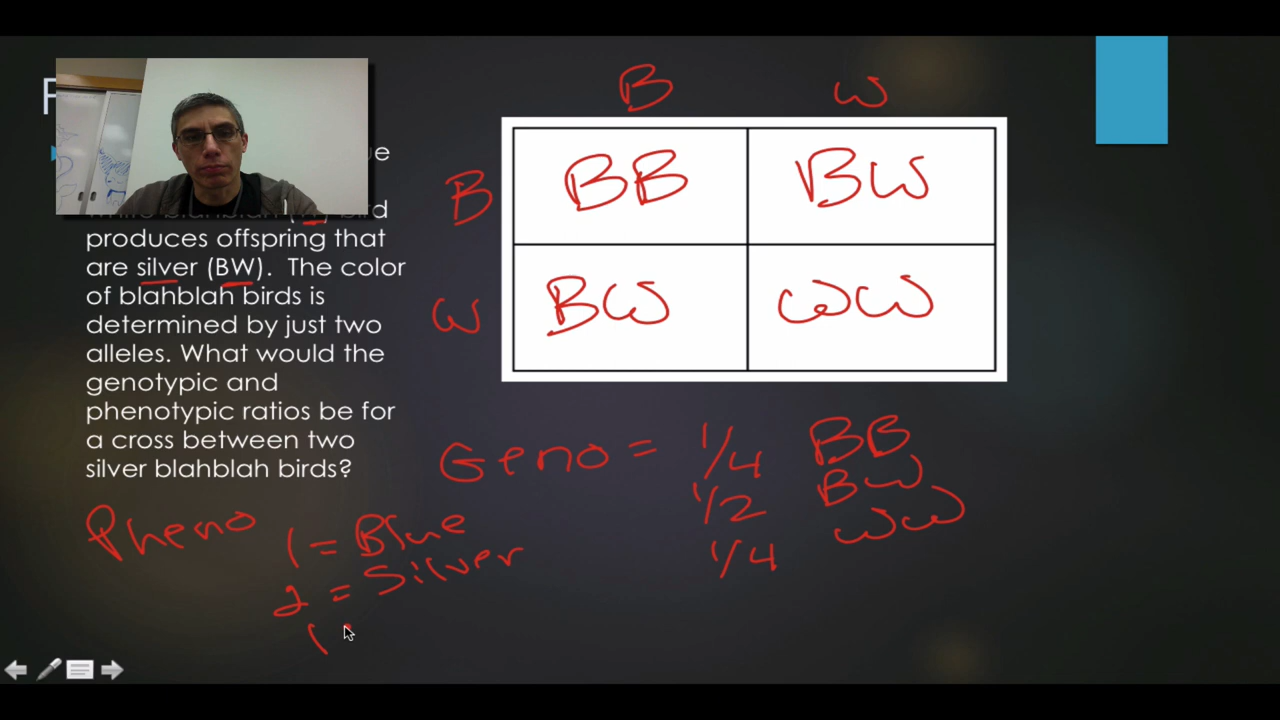 B W
B BB BW
W BW WW
produces offspring that
are silver (BW). The color
of blahblah birds is
determined by just two
alleles. What would the
genotypic and
phenotypic ratios be for
a cross between two
silver blahblah birds?
Geno = 1/4 BB
1/2 BW
1/4 WW
Pheno 1 = Blue
2 = Silver
1